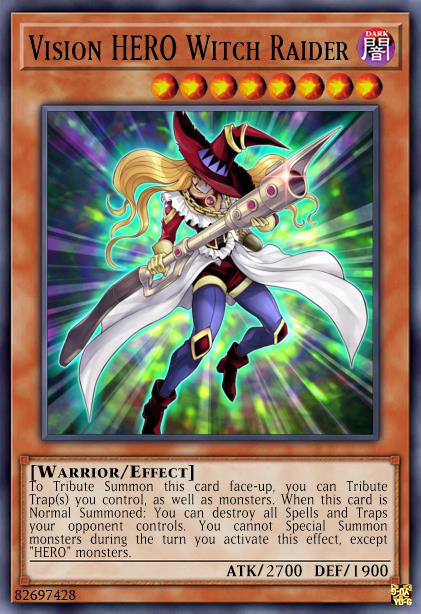 Vision HERO Witch Raider
DARK
闇
[Warrior/Effect]
To Tribute Summon this card face-up, you can Tribute
Trap(s) you control, as well as monsters. When this card is
Normal Summoned: You can destroy all Spells and Traps
your opponent controls. You cannot Special Summon
monsters during the turn you activate this effect, except
"HERO" monsters.
ATK/2700 DEF/1900
82697428